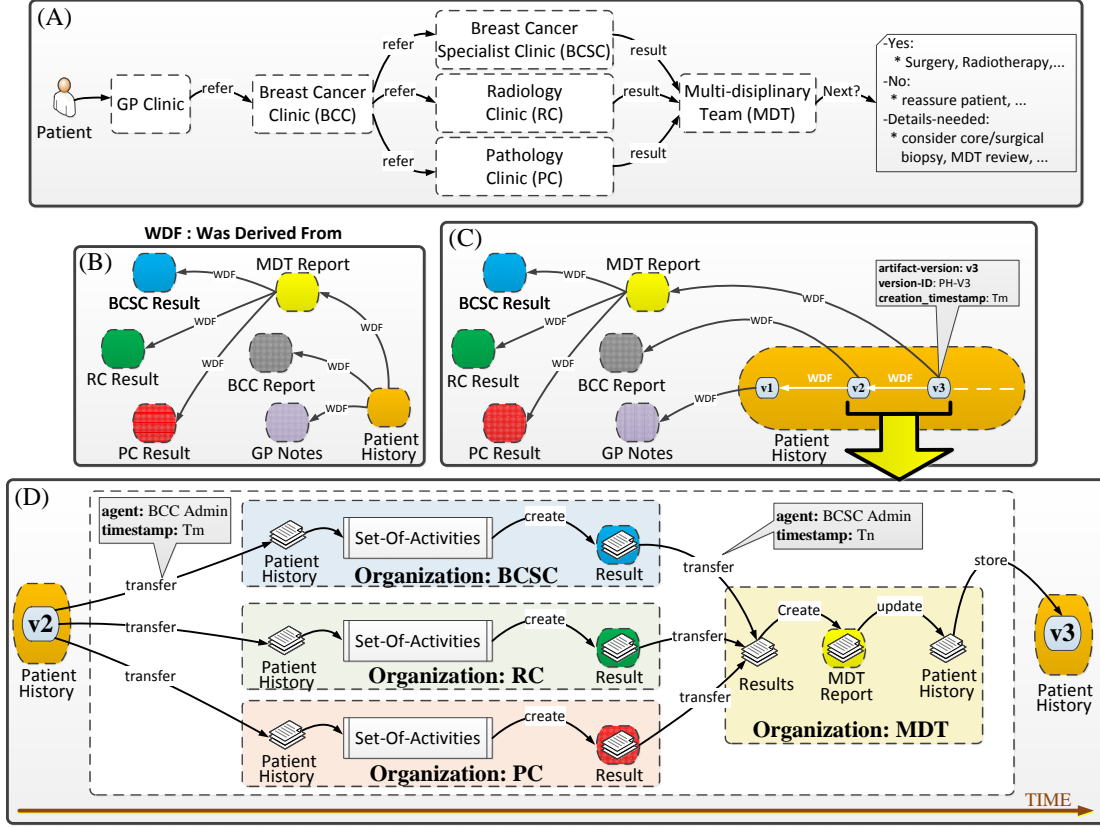 (A)
Patient
GP Clinic
refer
Breast Cancer
Clinic (BCC)
refer
refer
refer
Breast Cancer
Specialist Clinic (BCSC)
Radiology
Clinic (RC)
Pathology
Clinic (PC)
result
result
result
Multi-disiplinary
Team (MDT)
Next?
-Yes:
* Surgery, Radiotherapy,...
-No:
* reassure patient, ...
-Details-needed:
* consider core/surgical
biopsy, MDT review, ...
WDF : Was Derived From
(B)
MDT Report
WDF
BCSC Result
WDF
WDF
WDF
RC Result
WDF
BCC Report
WDF
PC Result
GP Notes
Patient
History
(C)
MDT Report
WDF
BCSC Result
WDF
WDF
WDF
WDF
RC Result
BCC Report
WDF
PC Result
GP Notes
artifact-version: v3
version-ID: PH-V3
creation_timestamp: Tm
v1
WDF
v2
WDF
v3
Patient
History
(D)
agent: BCC Admin
timestamp: Tm
v2
Patient
History
transfer
transfer
transfer
Patient
History
Set-Of-Activities
create
Result
Organization: BCSC
Patient
History
Set-Of-Activities
create
Result
Organization: RC
Patient
History
Set-Of-Activities
create
Result
Organization: PC
agent: BCSC Admin
timestamp: Tn
transfer
transfer
transfer
Results
Create
MDT
Report
update
Patient
History
Organization: MDT
store
v3
Patient
History
TIME